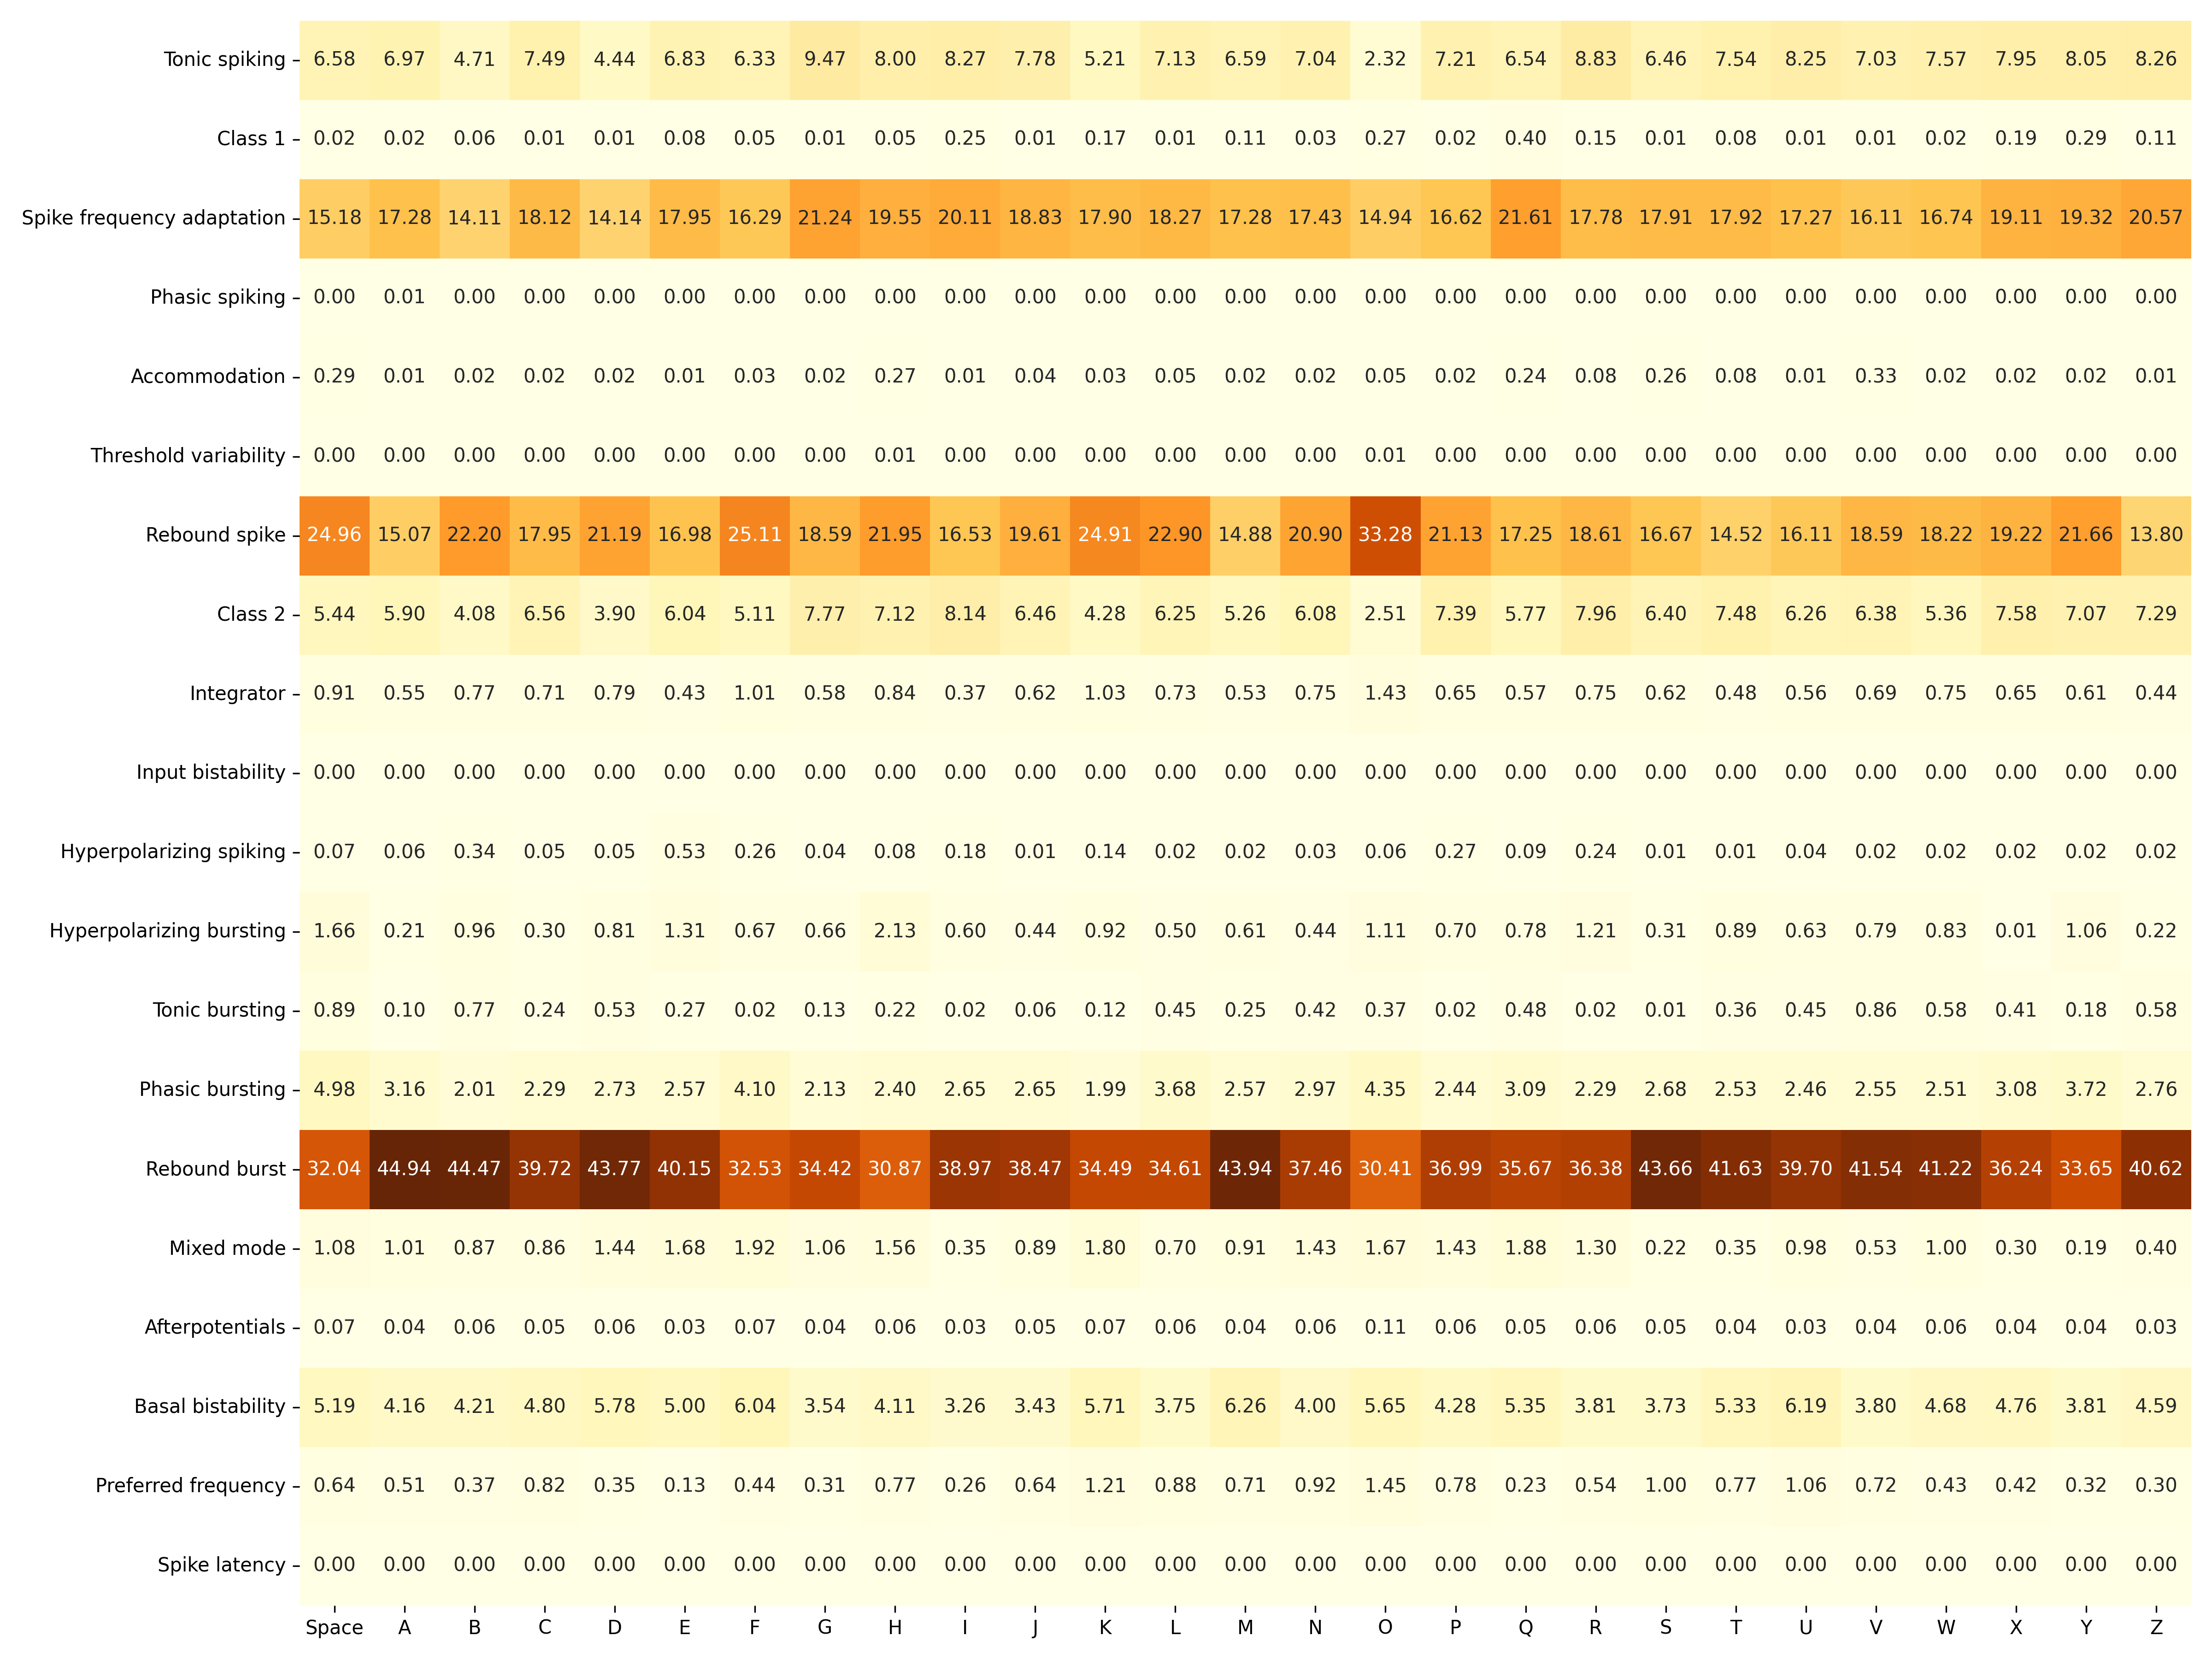 Tonic spiking 6.58 6.97 4.71 7.49 4.44 6.83 6.33 9.47 8.00 8.27 7.78 5.21 7.13 6.59 7.04 2.32 7.21 6.54 8.83 6.46 7.54 8.25 7.03 7.57 7.95 8.05 8.26
Class 1 0.02 0.02 0.06 0.01 0.01 0.08 0.05 0.01 0.05 0.25 0.01 0.17 0.01 0.11 0.03 0.27 0.02 0.40 0.15 0.01 0.08 0.01 0.01 0.02 0.19 0.29 0.11
Spike frequency adaptation 15.18 17.28 14.11 18.12 14.14 17.95 16.29 21.24 19.55 20.11 18.83 17.90 18.27 17.28 17.43 14.94 16.62 21.61 17.78 17.91 17.92 17.27 16.11 16.74 19.11 19.32 20.57
Phasic spiking 0.00 0.01 0.00 0.00 0.00 0.00 0.00 0.00 0.00 0.00 0.00 0.00 0.00 0.00 0.00 0.00 0.00 0.00 0.00 0.00 0.00 0.00 0.00 0.00 0.00 0.00 0.00
Accommodation 0.29 0.01 0.02 0.02 0.02 0.01 0.03 0.02 0.27 0.01 0.04 0.03 0.05 0.02 0.02 0.05 0.02 0.24 0.08 0.26 0.08 0.01 0.33 0.02 0.02 0.02 0.01
Threshold variability 0.00 0.00 0.00 0.00 0.00 0.00 0.00 0.00 0.01 0.00 0.00 0.00 0.00 0.00 0.00 0.01 0.00 0.00 0.00 0.00 0.00 0.00 0.00 0.00 0.00 0.00 0.00
Rebound spike 24.96 15.07 22.20 17.95 21.19 16.98 25.11 18.59 21.95 16.53 19.61 24.91 22.90 14.88 20.90 33.28 21.13 17.25 18.61 16.67 14.52 16.11 18.59 18.22 19.22 21.66 13.80
Class 2 5.44 5.90 4.08 6.56 3.90 6.04 5.11 7.77 7.12 8.14 6.46 4.28 6.25 5.26 6.08 2.51 7.39 5.77 7.96 6.40 7.48 6.26 6.38 5.36 7.58 7.07 7.29
Integrator 0.91 0.55 0.77 0.71 0.79 0.43 1.01 0.58 0.84 0.37 0.62 1.03 0.73 0.53 0.75 1.43 0.65 0.57 0.75 0.62 0.48 0.56 0.69 0.75 0.65 0.61 0.44
Input bistability 0.00 0.00 0.00 0.00 0.00 0.00 0.00 0.00 0.00 0.00 0.00 0.00 0.00 0.00 0.00 0.00 0.00 0.00 0.00 0.00 0.00 0.00 0.00 0.00 0.00 0.00 0.00
Hyperpolarizing spiking 0.07 0.06 0.34 0.05 0.05 0.53 0.26 0.04 0.08 0.18 0.01 0.14 0.02 0.02 0.03 0.06 0.27 0.09 0.24 0.01 0.01 0.04 0.02 0.02 0.02 0.02 0.02
Hyperpolarizing bursting 1.66 0.21 0.96 0.30 0.81 1.31 0.67 0.66 2.13 0.60 0.44 0.92 0.50 0.61 0.44 1.11 0.70 0.78 1.21 0.31 0.89 0.63 0.79 0.83 0.01 1.06 0.22
Tonic bursting 0.89 0.10 0.77 0.24 0.53 0.27 0.02 0.13 0.22 0.02 0.06 0.12 0.45 0.25 0.42 0.37 0.02 0.48 0.02 0.01 0.36 0.45 0.86 0.58 0.41 0.18 0.58
Phasic bursting 4.98 3.16 2.01 2.29 2.73 2.57 4.10 2.13 2.40 2.65 2.65 1.99 3.68 2.57 2.97 4.35 2.44 3.09 2.29 2.68 2.53 2.46 2.55 2.51 3.08 3.72 2.76
Rebound burst 32.04 44.94 44.47 39.72 43.77 40.15 32.53 34.42 30.87 38.97 38.47 34.49 34.61 43.94 37.46 30.41 36.99 35.67 36.38 43.66 41.63 39.70 41.54 41.22 36.24 33.65 40.62
Mixed mode 1.08 1.01 0.87 0.86 1.44 1.68 1.92 1.06 1.56 0.35 0.89 1.80 0.70 0.91 1.43 1.67 1.43 1.88 1.30 0.22 0.35 0.98 0.53 1.00 0.30 0.19 0.40
Afterpotentials 0.07 0.04 0.06 0.05 0.06 0.03 0.07 0.04 0.06 0.03 0.05 0.07 0.06 0.04 0.06 0.11 0.06 0.05 0.06 0.05 0.04 0.03 0.04 0.06 0.04 0.04 0.03
Basal bistability 5.19 4.16 4.21 4.80 5.78 5.00 6.04 3.54 4.11 3.26 3.43 5.71 3.75 6.26 4.00 5.65 4.28 5.35 3.81 3.73 5.33 6.19 3.80 4.68 4.76 3.81 4.59
Preferred frequency 0.64 0.51 0.37 0.82 0.35 0.13 0.44 0.31 0.77 0.26 0.64 1.21 0.88 0.71 0.92 1.45 0.78 0.23 0.54 1.00 0.77 1.06 0.72 0.43 0.42 0.32 0.30
Spike latency 0.00 0.00 0.00 0.00 0.00 0.00 0.00 0.00 0.00 0.00 0.00 0.00 0.00 0.00 0.00 0.00 0.00 0.00 0.00 0.00 0.00 0.00 0.00 0.00 0.00 0.00 0.00
Space A B C D E F G H I J K L M N O P Q R S T U V W X Y Z